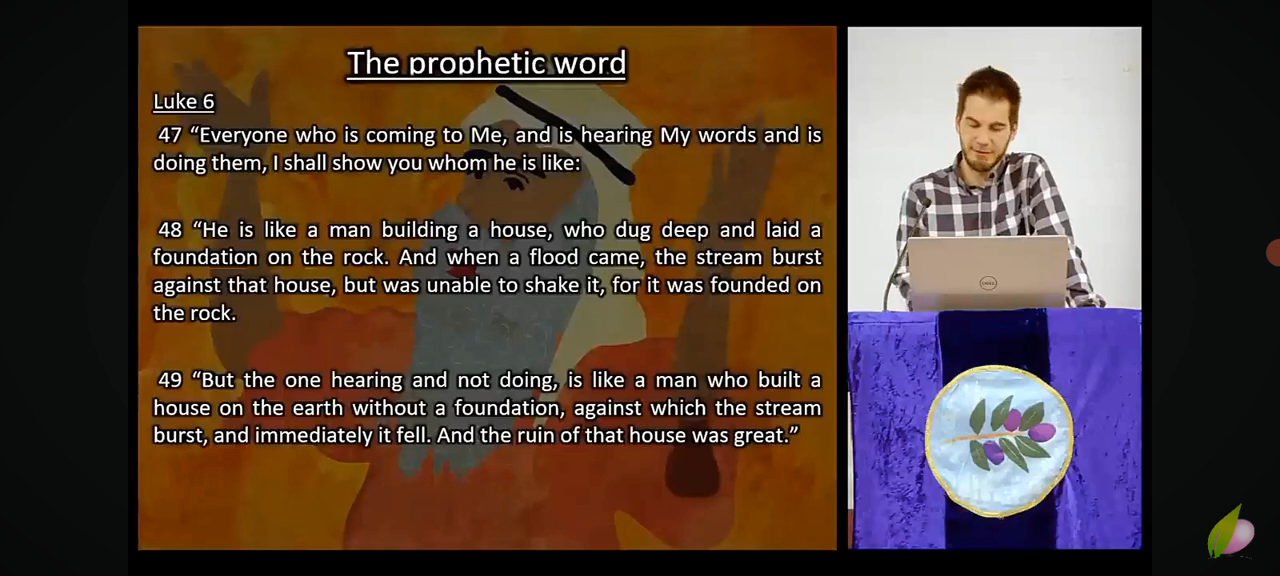 The prophetic word
Luke 6
47 “Everyone who is coming to Me, and is hearing My words and is
doing them, I shall show you whom he is like:
48 “He is like a man building a house, who dug deep and laid a
foundation on the rock. And when a flood came, the stream burst
against that house, but was unable to shake it, for it was founded on
the rock.
49 “But the one hearing and not doing, is like a man who built a
house on the earth without a foundation, against which the stream
burst, and immediately it fell. And the ruin of that house was great.”
DELL